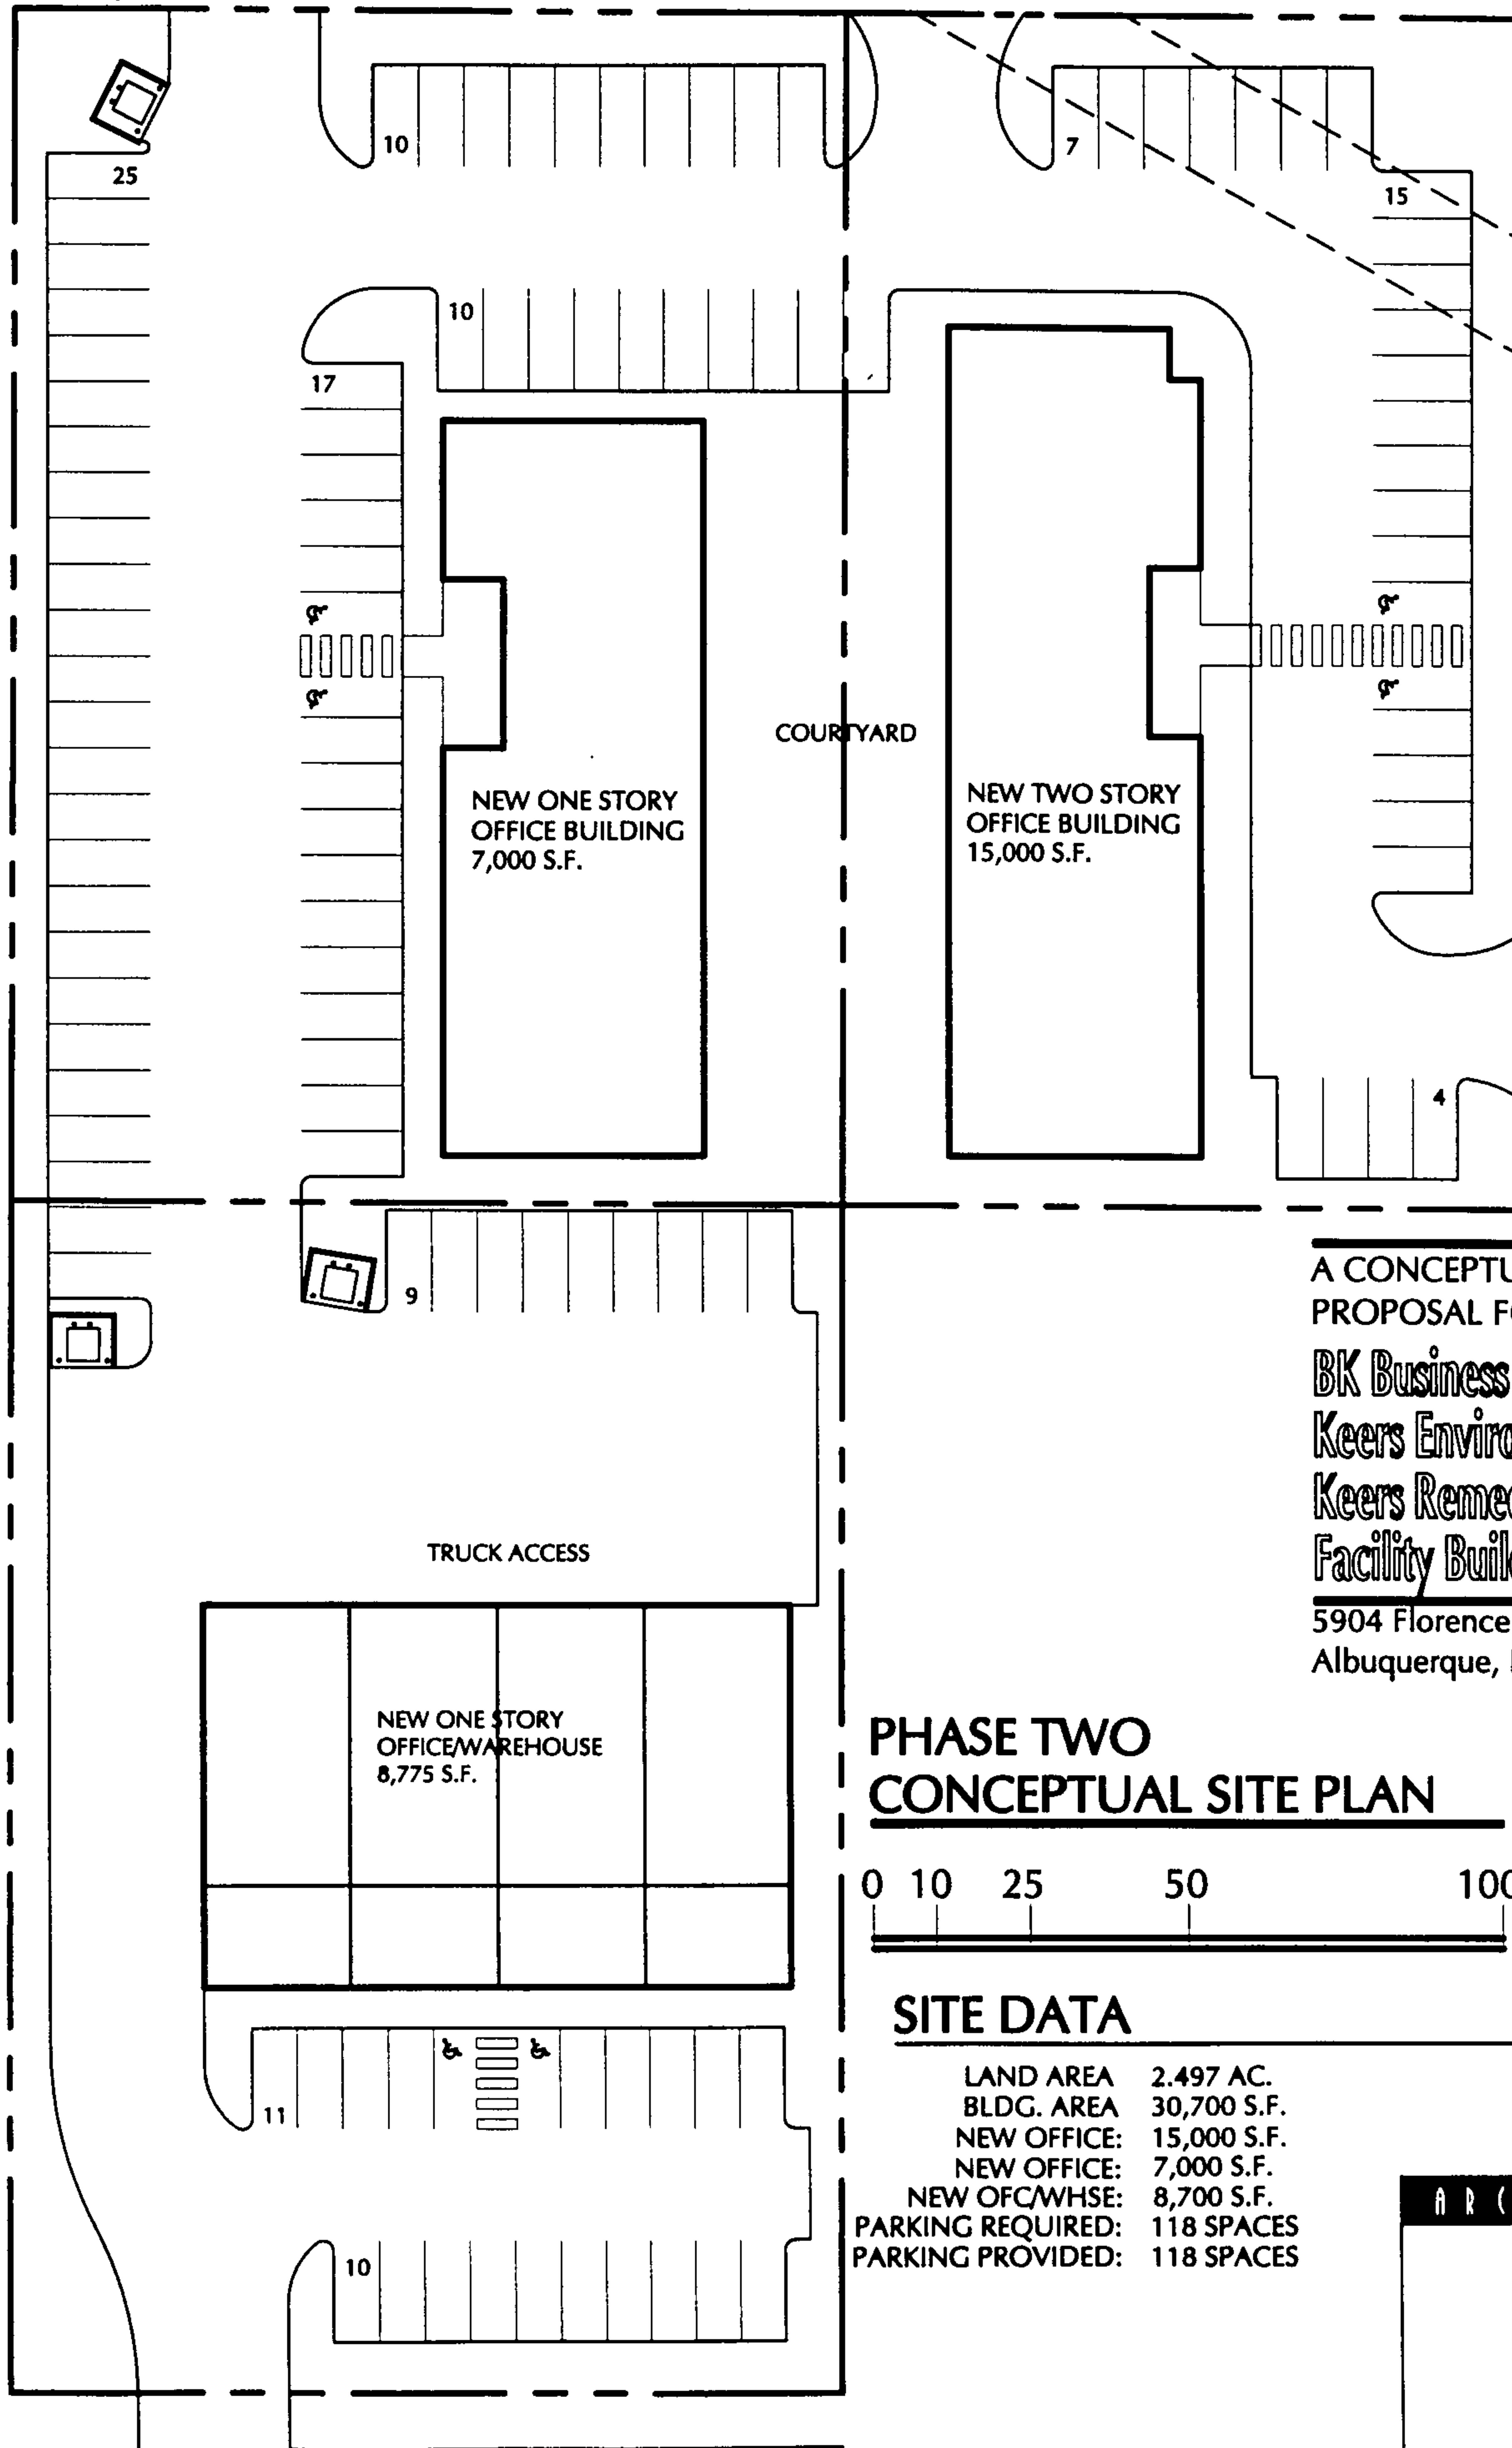 10
7
25
15
10
17
COURTYARD
NEW ONE STORY
OFFICE BUILDING
7,000 S.F.
NEW TWO STORY
OFFICE BUILDING
15,000 S.F.
4
9
A CONCEPTU
PROPOSAL FO
BK Business
Keers Enviro
Keers Remed
Facility Build
5904 Florence
Albuquerque,
TRUCK ACCESS
NEW ONE STORY
OFFICE/WAREHOUSE
8,775 S.F.
PHASE TWO
CONCEPTUAL SITE PLAN
0 10 25 50 100
SITE DATA
LAND AREA 2.497 AC.
BLDG. AREA 30,700 S.F.
NEW OFFICE: 15,000 S.F.
NEW OFFICE: 7,000 S.F.
NEW OFC/WHSE: 8,700 S.F.
PARKING REQUIRED: 118 SPACES
PARKING PROVIDED: 118 SPACES
11
10
A R C